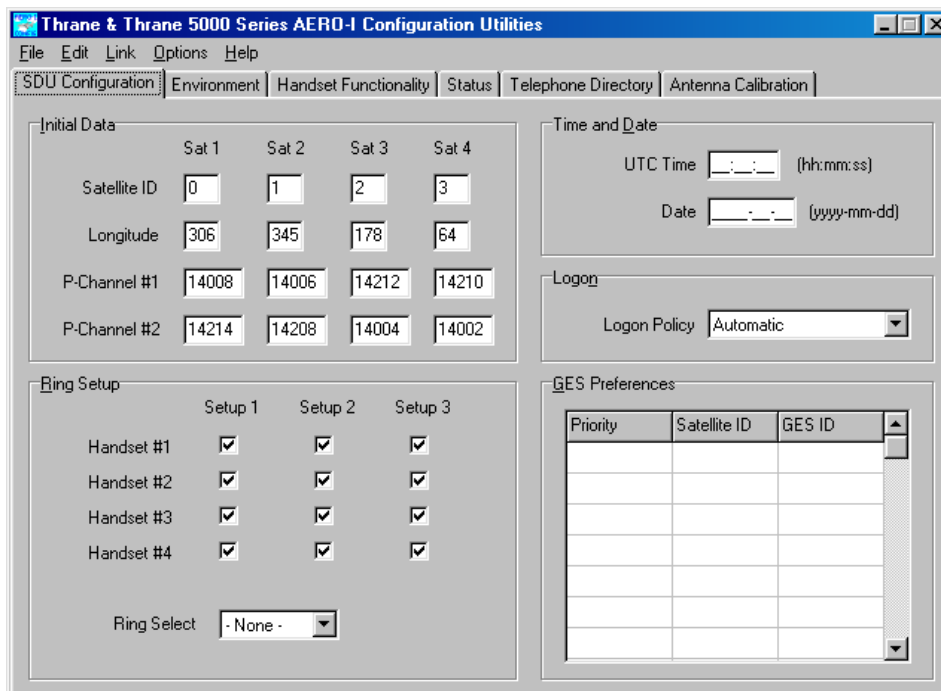 Thrane & Thrane 5000 Series AERO-I Configuration Utilities
File Edit Link Options Help
SDU Configuration Environment Handset Functionality Status Telephone Directory Antenna Calibration
Initial Data
Sat 1 Sat 2 Sat 3 Sat 4
Satellite ID 0 1 2 3
Longitude 306 345 178 64
P-Channel #1 14008 14006 14212 14210
P-Channel #2 14214 14208 14004 14002
Time and Date
UTC Time __:__:__ (hh:mm:ss)
Date ____-__-__ (yyyy-mm-dd)
Logon
Logon Policy Automatic
Ring Setup
Setup 1 Setup 2 Setup 3
Handset #1
Handset #2
Handset #3
Handset #4
Ring Select - None -
GES Preferences
Priority Satellite ID GES ID